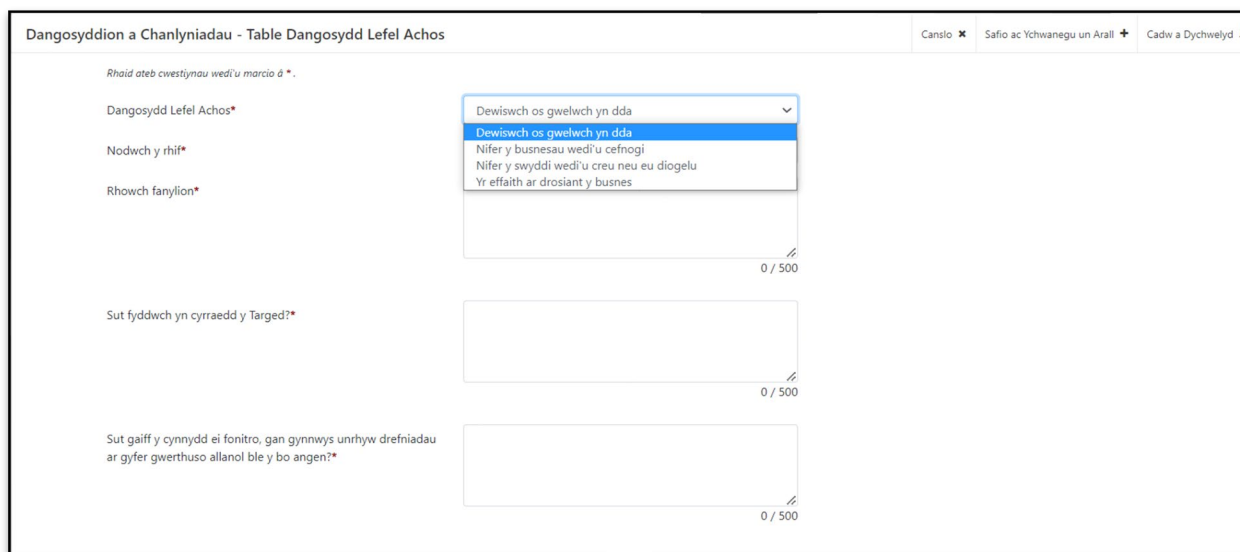 Dangosyddion a Chanlyniadau - Table Dangosydd Lefel Achos
Canslo ✖ Safio ac Ychwanegu un Arall ✚ Cadw a Dychwelyd
Rhaid ateb cwestiynau wedi'u marcio â * .
Dangosydd Lefel Achos*
Dewiswch os gwelwch yn dda
Dewiswch os gwelwch yn dda
Nifer y busnesau wedi'u cefnogi
Nifer y swyddi wedi'u creu neu eu diogelu
Yr effaith ar drosiant y busnes
Nodwch y rhif*
Rhowch fanylion*
0 / 500
Sut fyddwch yn cyrraedd y Targed?*
0 / 500
Sut gaiff y cynnydd ei fonitro, gan gynnwys unrhyw drefniadau
ar gyfer gwerthuso allanol ble y bo angen?*
0 / 500